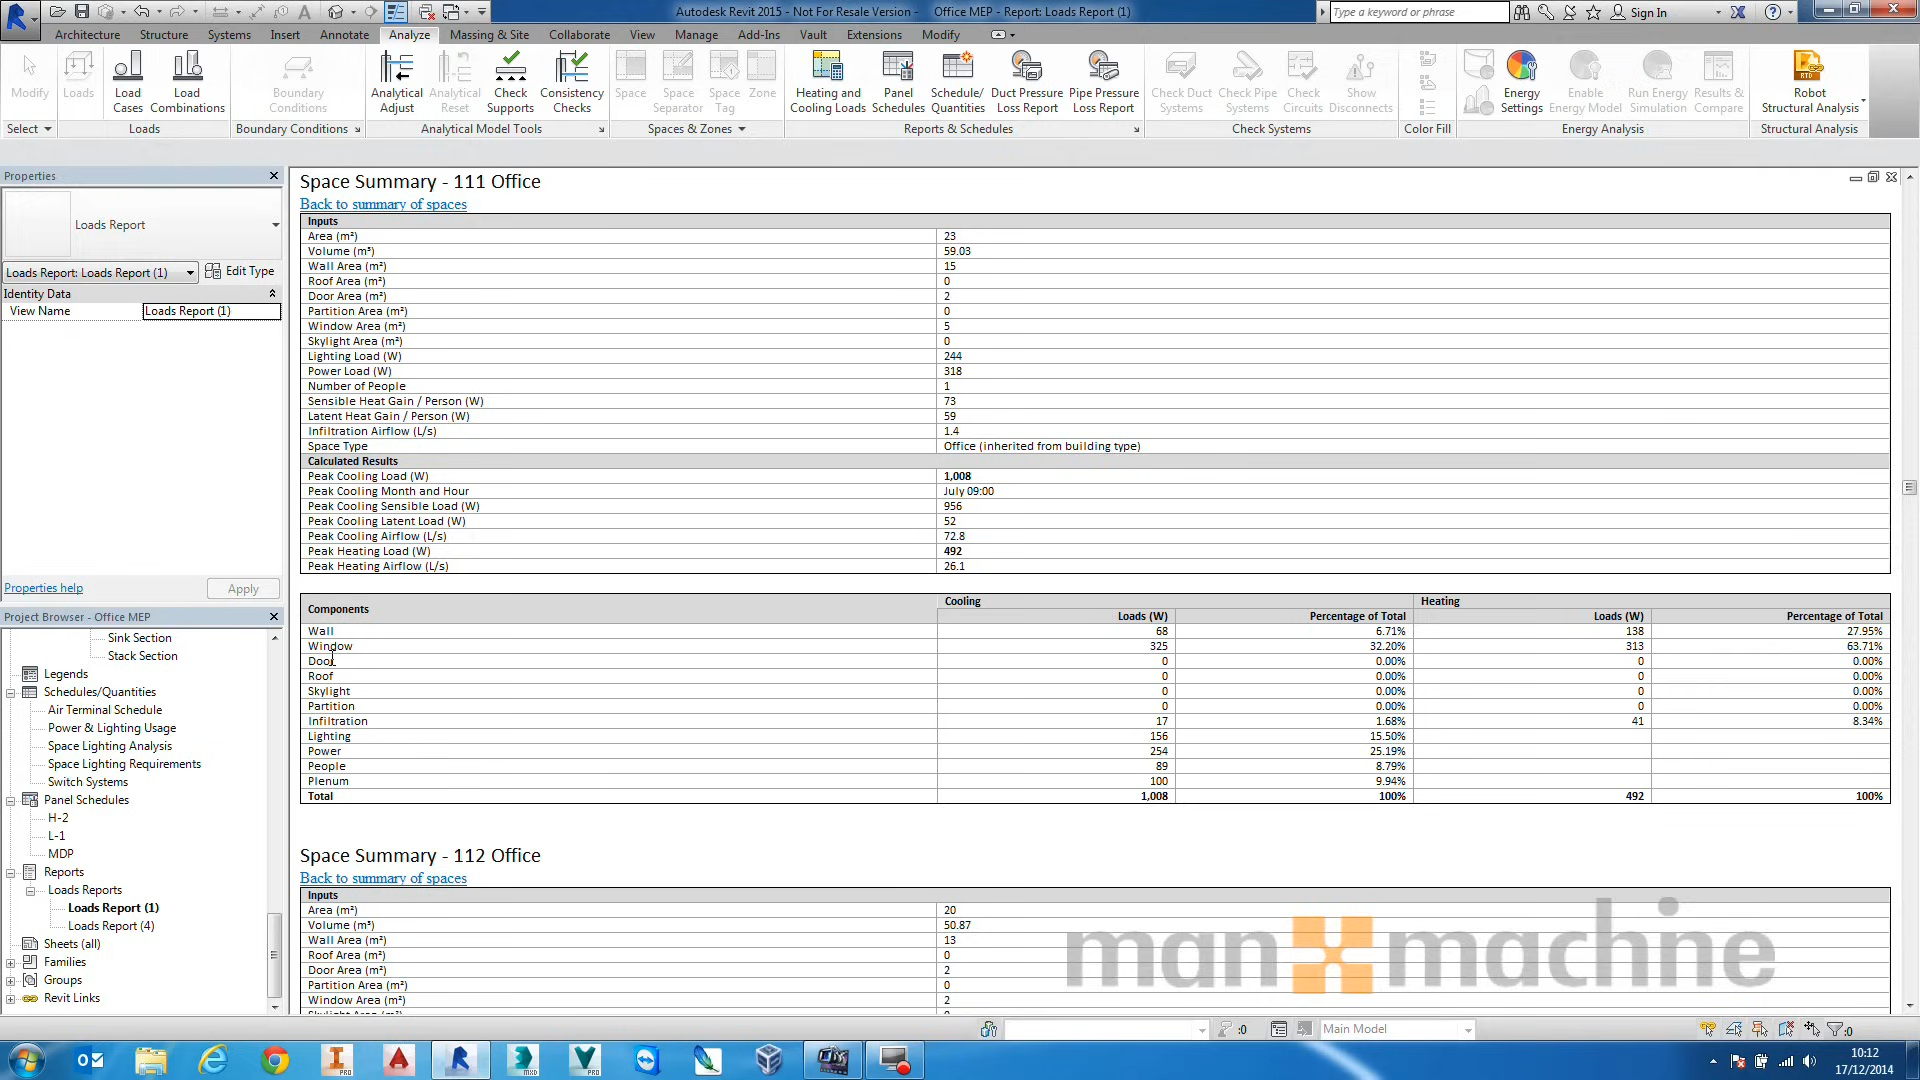 Autodesk Revit 2015 - Not For Resale Version -    Office MEP - Report: Loads Report (1)
Type a keyword or phrase
Sign In
Architecture Structure Systems Insert Annotate Analyze Massing & Site Collaborate View Manage Add-Ins Vault Extensions Modify
Modify
Loads
Load Cases
Load Combinations
Boundary Conditions
Analytical Adjust
Analytical Reset
Check Supports
Consistency Checks
Space
Space Separator
Space Tag
Zone
Heating and Cooling Loads
Panel Schedules
Schedule/ Quantities
Duct Pressure Loss Report
Pipe Pressure Loss Report
Check Duct Systems
Check Pipe Systems
Check Circuits
Show Disconnects
Energy Settings
Enable Energy Model
Run Energy Simulation
Results & Compare
Robot Structural Analysis
Select Loads Boundary Conditions Analytical Model Tools Spaces & Zones Reports & Schedules Check Systems Color Fill Energy Analysis Structural Analysis
Properties
Loads Report
Loads Report: Loads Report (1) Edit Type
Identity Data
View Name Loads Report (1)
Properties help Apply
Project Browser - Office MEP
Sink Section
Stack Section
Legends
Schedules/Quantities
Air Terminal Schedule
Power & Lighting Usage
Space Lighting Analysis
Space Lighting Requirements
Switch Systems
Panel Schedules
H-2
L-1
MDP
Reports
Loads Reports
Loads Report (1)
Loads Report (4)
Sheets (all)
Families
Groups
Revit Links
Space Summary - 111 Office
Back to summary of spaces
Inputs
Area (m²) 23
Volume (m³) 59.03
Wall Area (m²) 15
Roof Area (m²) 0
Door Area (m²) 2
Partition Area (m²) 0
Window Area (m²) 5
Skylight Area (m²) 0
Lighting Load (W) 244
Power Load (W) 318
Number of People 1
Sensible Heat Gain / Person (W) 73
Latent Heat Gain / Person (W) 59
Infiltration Airflow (L/s) 1.4
Space Type Office (inherited from building type)
Calculated Results
Peak Cooling Load (W) 1,008
Peak Cooling Month and Hour July 09:00
Peak Cooling Sensible Load (W) 956
Peak Cooling Latent Load (W) 52
Peak Cooling Airflow (L/s) 72.8
Peak Heating Load (W) 492
Peak Heating Airflow (L/s) 26.1
Components Cooling Heating
Loads (W) Percentage of Total Loads (W) Percentage of Total
Wall 68 6.71% 138 27.95%
Window 325 32.20% 313 63.71%
Door 0 0.00% 0 0.00%
Roof 0 0.00% 0 0.00%
Skylight 0 0.00% 0 0.00%
Partition 0 0.00% 0 0.00%
Infiltration 17 1.68% 41 8.34%
Lighting 156 15.50%
Power 254 25.19%
People 89 8.79%
Plenum 100 9.94%
Total 1,008 100% 492 100%
Space Summary - 112 Office
Back to summary of spaces
Inputs
Area (m²) 20
Volume (m³) 50.87
Wall Area (m²) 13
Roof Area (m²) 0
Door Area (m²) 2
Partition Area (m²) 0
Window Area (m²) 2
man machine
:0 Main Model :0
10:12
17/12/2014